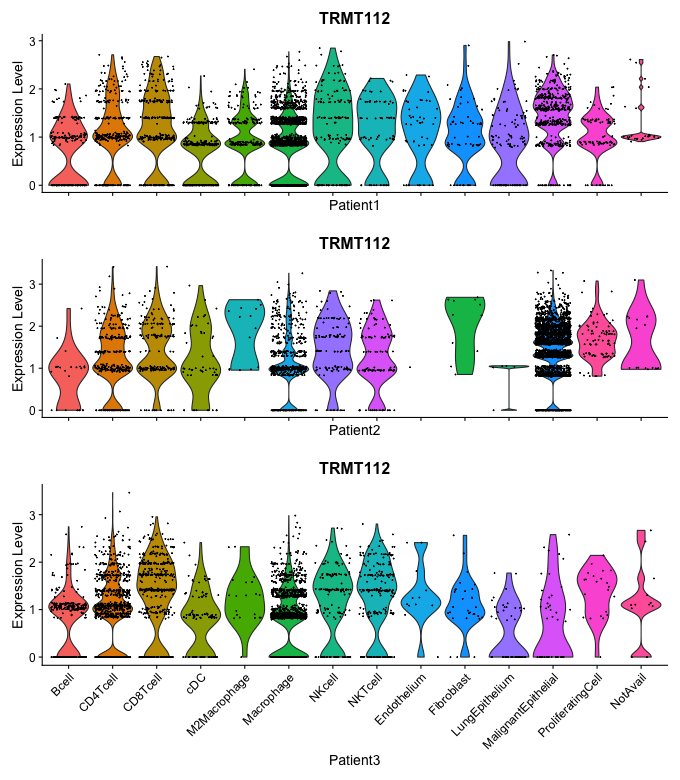 TRMT112
Expression Level
3
2
1
0
Patient1
TRMT112
Expression Level
3
2
1
0
Patient2
TRMT112
Expression Level
3
2
1
0
Bcell
CD4Tcell
CD8Tcell
cDC
M2Macrophage
Macrophage
NKcell
NKTcell
Endothelium
Fibroblast
LungEpithelium
MalignantEpithelial
ProliferatingCell
NotAvail
Patient3